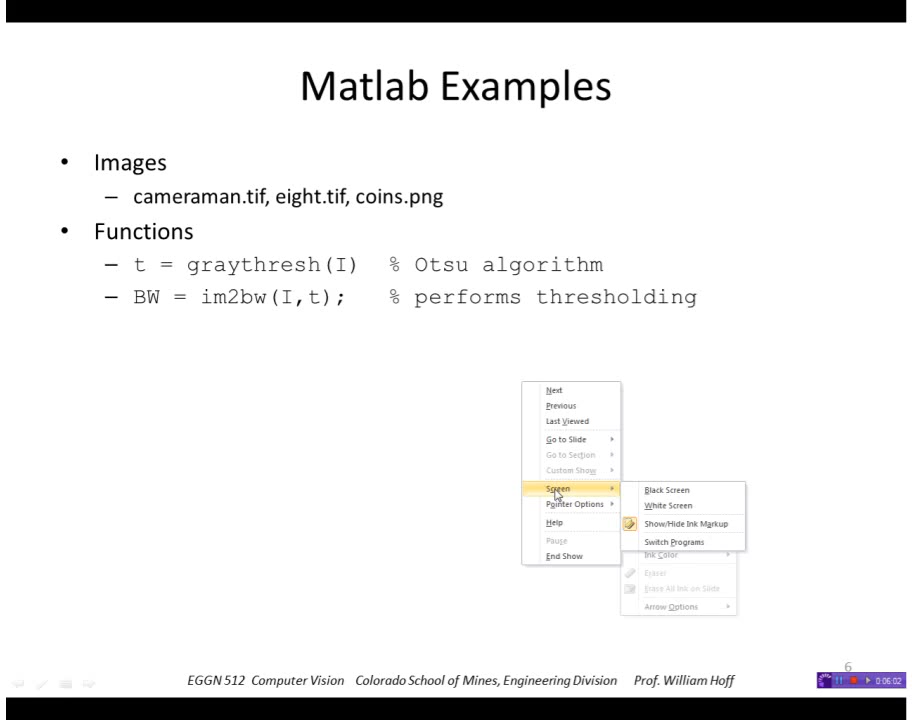 Matlab Examples
• Images
– cameraman.tif, eight.tif, coins.png
• Functions
– t = graythresh(I) % Otsu algorithm
– BW = im2bw(I,t); % performs thresholding
Next
Previous
Last Viewed
Go to Slide
Go to Section
Custom Show
Screen
Pointer Options
Help
Pause
End Show
Black Screen
White Screen
Show/Hide Ink Markup
Switch Programs
Ink Color
Eraser
Erase All Ink on Slide
Arrow Options
6
EGGN 512 Computer Vision Colorado School of Mines, Engineering Division Prof. William Hoff
0:06:02